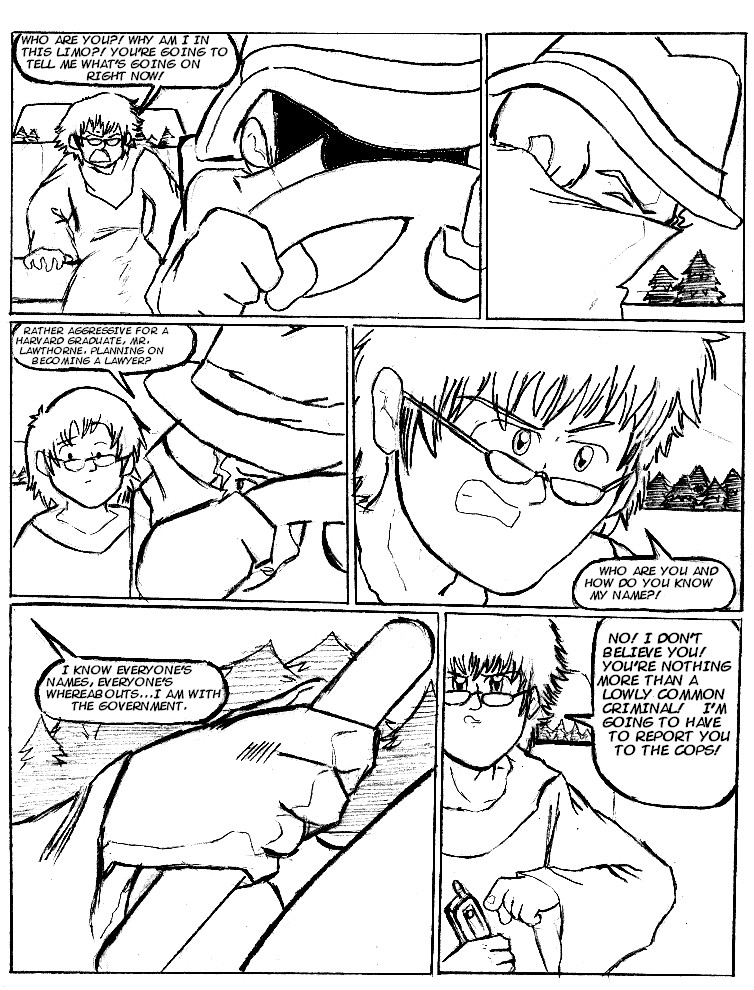 WHO ARE YOU?! WHY AM I IN
THIS LIMO?! YOU'RE GOING TO
TELL ME WHAT'S GOING ON
RIGHT NOW!
RATHER AGGRESSIVE FOR A
HARVARD GRADUATE, MR.
LAWTHORNE. PLANNING ON
BECOMING A LAWYER?
WHO ARE YOU AND
HOW DO YOU KNOW
MY NAME?!
I KNOW EVERYONE'S
NAMES, EVERYONE'S
WHEREABOUTS...I AM WITH
THE GOVERNMENT.
NO! I DON'T
BELIEVE YOU!
YOU'RE NOTHING
MORE THAN A
LOWLY COMMON
CRIMINAL! I'M
GOING TO HAVE
TO REPORT YOU
TO THE COPS!